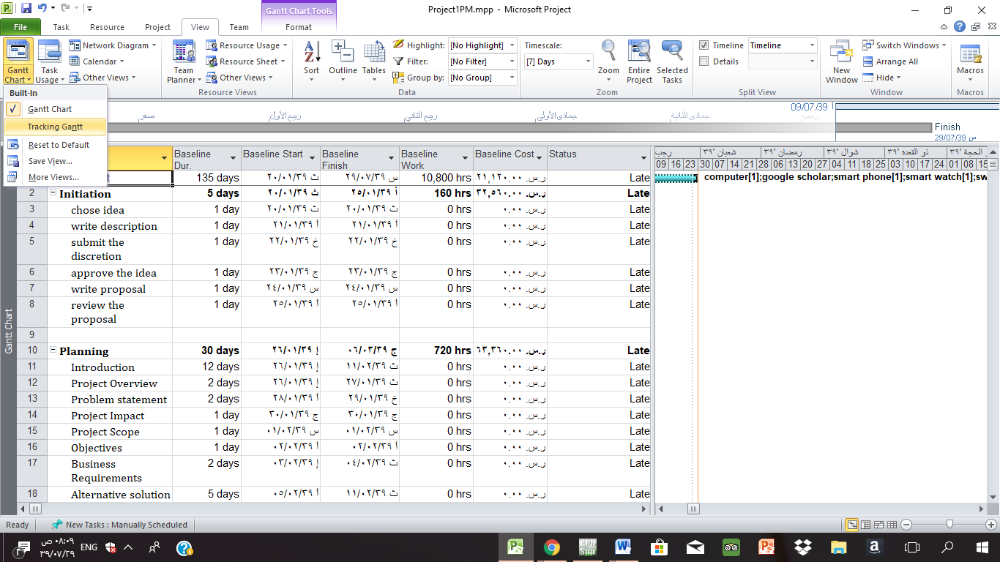 Project1PM.mpp - Microsoft Project
Gantt Chart Tools
File Task Resource Project View Team Format
Gantt Chart
Task Usage
Network Diagram
Calendar
Other Views
Team Planner
Resource Usage
Resource Sheet
Other Views
Resource Views
Sort
Outline
Tables
Highlight: [No Highlight]
Filter: [No Filter]
Group by: [No Group]
Data
Timescale:
[7] Days
Zoom
Entire Project
Selected Tasks
Zoom
Timeline Timeline
Details
Split View
New Window
Switch Windows
Arrange All
Hide
Window
Macros
Macros
Built-In
Gantt Chart
Tracking Gantt
Reset to Default
Save View...
More Views...
صفر ربيع الأول ربيع الثاني جمادى الأولى جمادى الثانية رجب
09/07/39
Finish
س 29/07/39
Baseline Dur. Baseline Start Baseline Finish Baseline Work Baseline Cost Status
135 days ث ٢٠/٠١/٣٩ س ٢٩/٠٧/٣٩ 10,800 hrs ر.س. ٢١,١٢٠.٠٠ Late
2 Initiation 5 days ث ٢٠/٠١/٣٩ أ ٢٥/٠١/٣٩ 160 hrs ر.س. ٣٢,٥٦٠.٠٠ Late
3 chose idea 1 day ث ٢٠/٠١/٣٩ ث ٢٠/٠١/٣٩ 0 hrs ر.س. ٠.٠٠ Late
4 write description 1 day أ ٢١/٠١/٣٩ أ ٢١/٠١/٣٩ 0 hrs ر.س. ٠.٠٠ Late
5 submit the discretion 1 day خ ٢٢/٠١/٣٩ خ ٢٢/٠١/٣٩ 0 hrs ر.س. ٠.٠٠ Late
6 approve the idea 1 day ج ٢٣/٠١/٣٩ ج ٢٣/٠١/٣٩ 0 hrs ر.س. ٠.٠٠ Late
7 write proposal 1 day س ٢٤/٠١/٣٩ س ٢٤/٠١/٣٩ 0 hrs ر.س. ٠.٠٠ Late
8 review the proposal 1 day أ ٢٥/٠١/٣٩ أ ٢٥/٠١/٣٩ 0 hrs ر.س. ٠.٠٠ Late
9
10 Planning 30 days إ ٢٦/٠١/٣٩ ج ٠٦/٠٣/٣٩ 720 hrs ر.س. ٦٣,٣٦٠.٠٠ Late
11 Introduction 12 days إ ٢٦/٠١/٣٩ ث ١١/٠٢/٣٩ 0 hrs ر.س. ٠.٠٠ Late
12 Project Overview 2 days إ ٢٦/٠١/٣٩ ث ٢٧/٠١/٣٩ 0 hrs ر.س. ٠.٠٠ Late
13 Problem statement 2 days أ ٢٨/٠١/٣٩ خ ٢٩/٠١/٣٩ 0 hrs ر.س. ٠.٠٠ Late
14 Project Impact 1 day ج ٣٠/٠١/٣٩ ج ٣٠/٠١/٣٩ 0 hrs ر.س. ٠.٠٠ Late
15 Project Scope 1 day س ٠١/٠٢/٣٩ س ٠١/٠٢/٣٩ 0 hrs ر.س. ٠.٠٠ Late
16 Objectives 1 day أ ٠٢/٠٢/٣٩ أ ٠٢/٠٢/٣٩ 0 hrs ر.س. ٠.٠٠ Late
17 Business Requirements 2 days إ ٠٣/٠٢/٣٩ ث ٠٤/٠٢/٣٩ 0 hrs ر.س. ٠.٠٠ Late
18 Alternative solution 5 days أ ٠٥/٠٢/٣٩ ث ١١/٠٢/٣٩ 0 hrs ر.س. ٠.٠٠ Late
رجب شعبان ٣٩' رمضان ٣٩' شوال ٣٩' ذو القعدة ٣٩' و الحجة ٣٩'
09 16 23 30 07 14 21 28 06 13 20 27 04 11 18 25 03 10 17 24 01 08 15
computer[1];google scholar;smart phone[1];smart watch[1];sw
Gantt Chart
Ready New Tasks : Manually Scheduled
٠٨:٠٩ ص
٣٩/٠٧/٢٩
ENG